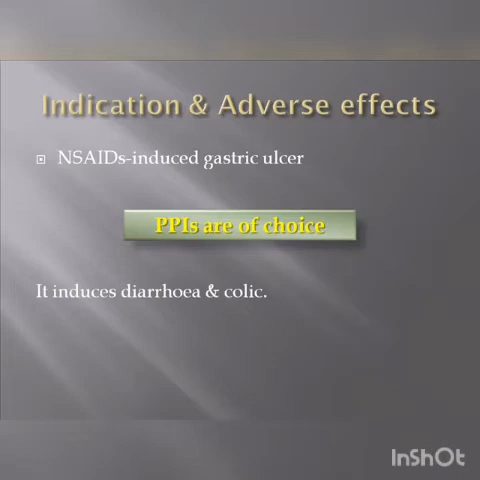 Indication & Adverse effects
NSAIDs-induced gastric ulcer
PPIs are of choice
It induces diarrhoea & colic.
InShOt